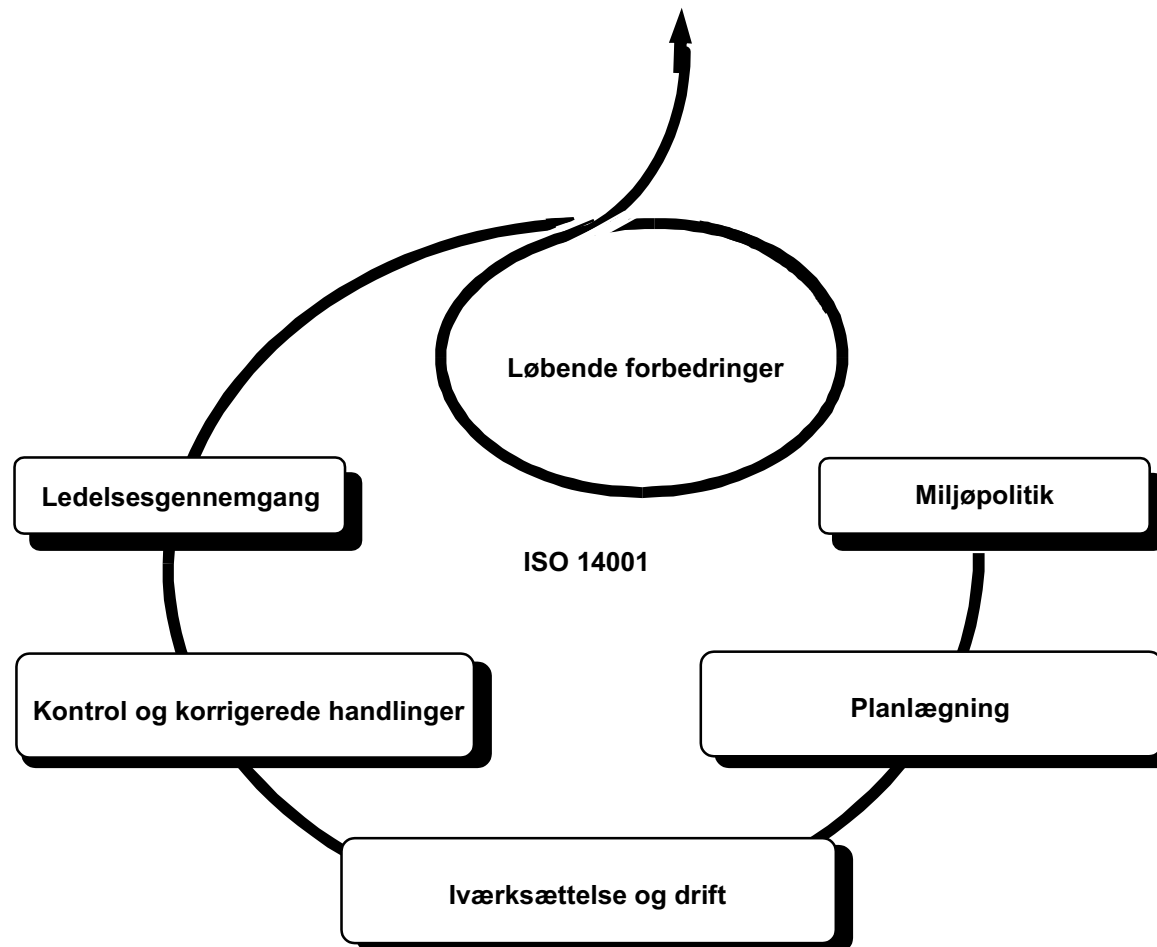 Løbende forbedringer
Ledelsesgennemgang
Miljøpolitik
ISO 14001
Kontrol og korrigerede handlinger
Planlægning
Iværksættelse og drift